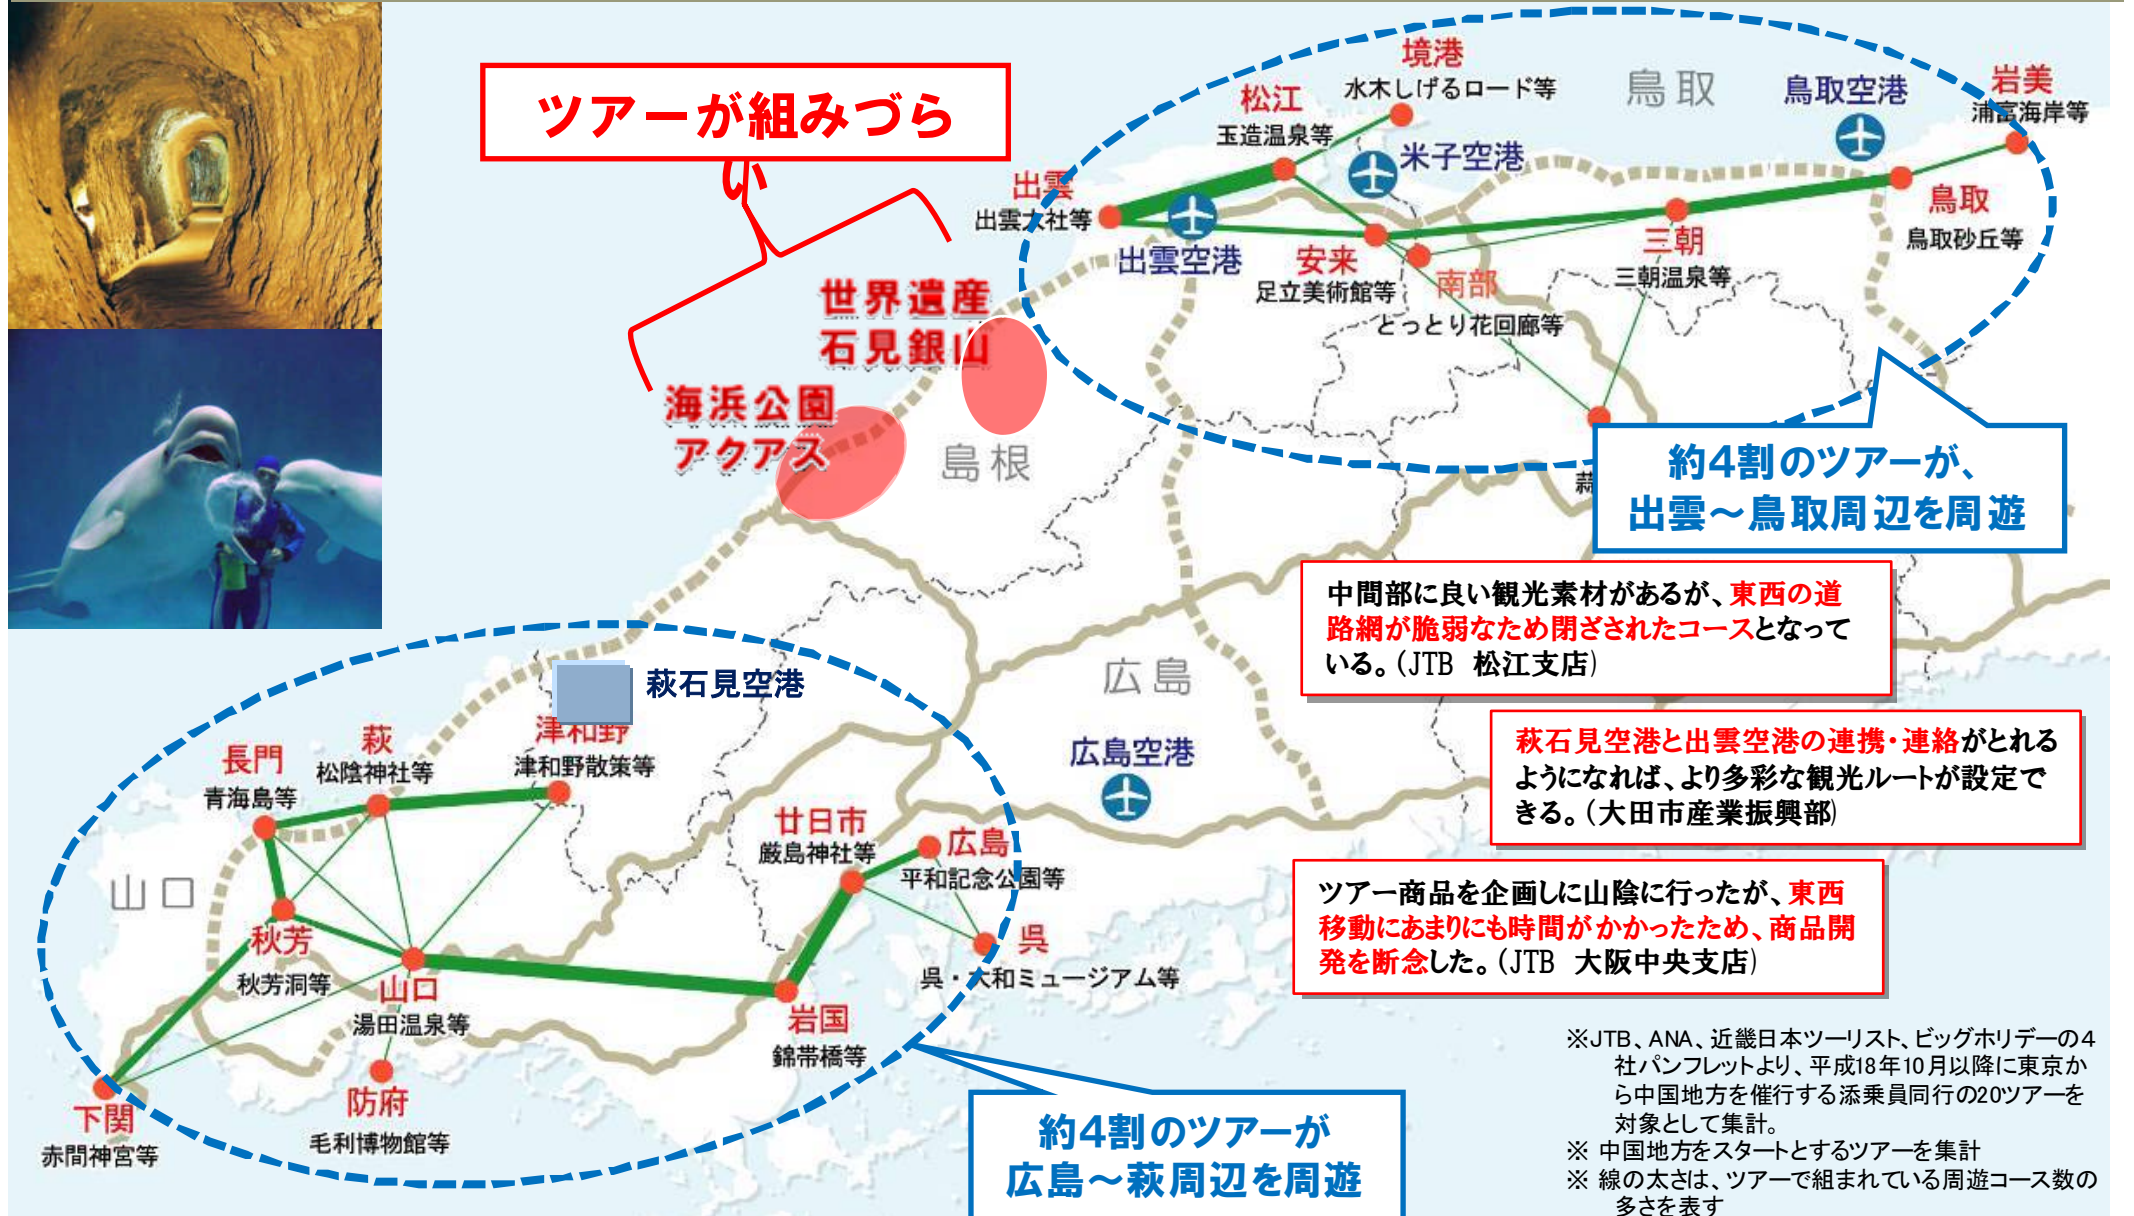 ツアーが組みづら
い
境港
水木しげるロード等
鳥取
鳥取空港
岩美
浦富海岸等
松江
玉造温泉等
米子空港
出雲
出雲大社等
出雲空港
安来
足立美術館等
南部
とっとり花回廊等
三朝
三朝温泉等
鳥取
鳥取砂丘等
世界遺産
石見銀山
海浜公園
アクアス
島根
蒜
約4割のツアーが、
出雲～鳥取周辺を周遊
中間部に良い観光素材があるが、東西の道
路網が脆弱なため閉ざされたコースとなって
いる。(JTB 松江支店)
萩石見空港と出雲空港の連携・連絡がとれる
ようになれば、より多彩な観光ルートが設定で
きる。(大田市産業振興部)
ツアー商品を企画しに山陰に行ったが、東西
移動にあまりにも時間がかかったため、商品開
発を断念した。(JTB 大阪中央支店)
広島
広島空港
萩石見空港
津和野
津和野散策等
萩
松陰神社等
長門
青海島等
山口
秋芳
秋芳洞等
山口
湯田温泉等
防府
毛利博物館等
下関
赤間神宮等
廿日市
厳島神社等
広島
平和記念公園等
呉
呉・大和ミュージアム等
岩国
錦帯橋等
約4割のツアーが
広島～萩周辺を周遊
※JTB、ANA、近畿日本ツーリスト、ビッグホリデーの4
社パンフレットより、平成18年10月以降に東京か
ら中国地方を催行する添乗員同行の20ツアーを
対象として集計。
※ 中国地方をスタートとするツアーを集計
※ 線の太さは、ツアーで組まれている周遊コース数の
多さを表す